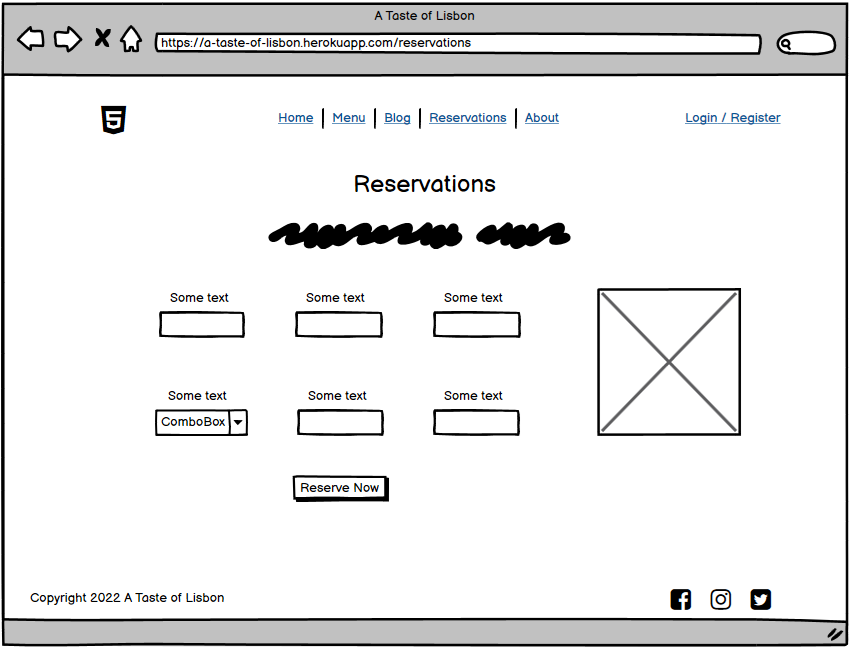 A Taste of Lisbon
https://a-taste-of-lisbon.herokuapp.com/reservations
5
Home Menu Blog Reservations About Login / Register
Reservations
Some text Some text Some text
Some text Some text Some text
ComboBox
Reserve Now
Copyright 2022 A Taste of Lisbon